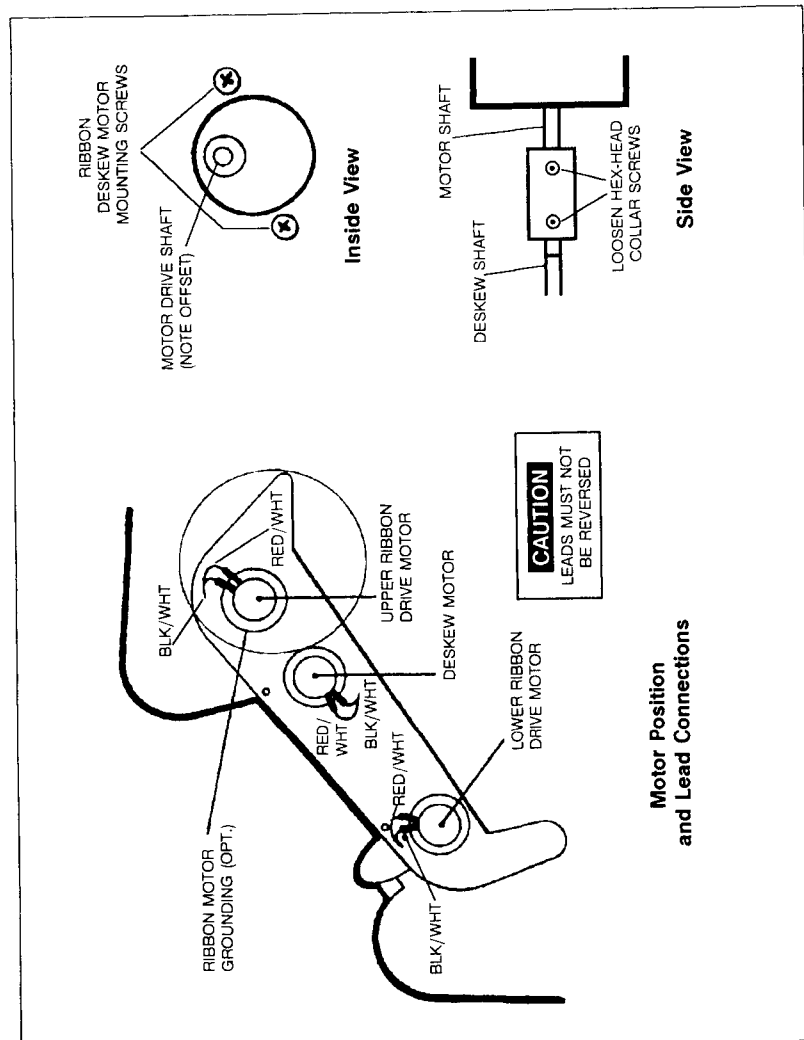 RIBBON MOTOR
GROUNDING (OPT.)
BLK/WHT
RED/WHT
UPPER RIBBON
DRIVE MOTOR
DESKEW MOTOR
RED/
WHT
BLK/WHT
RED/WHT
BLK/WHT
LOWER RIBBON
DRIVE MOTOR
Motor Position
and Lead Connections
CAUTION
LEADS MUST NOT
BE REVERSED
RIBBON
DESKEW MOTOR
MOUNTING SCREWS
MOTOR DRIVE SHAFT
(NOTE OFFSET)
Inside View
DESKEW SHAFT
MOTOR SHAFT
LOOSEN HEX-HEAD
COLLAR SCREWS
Side View